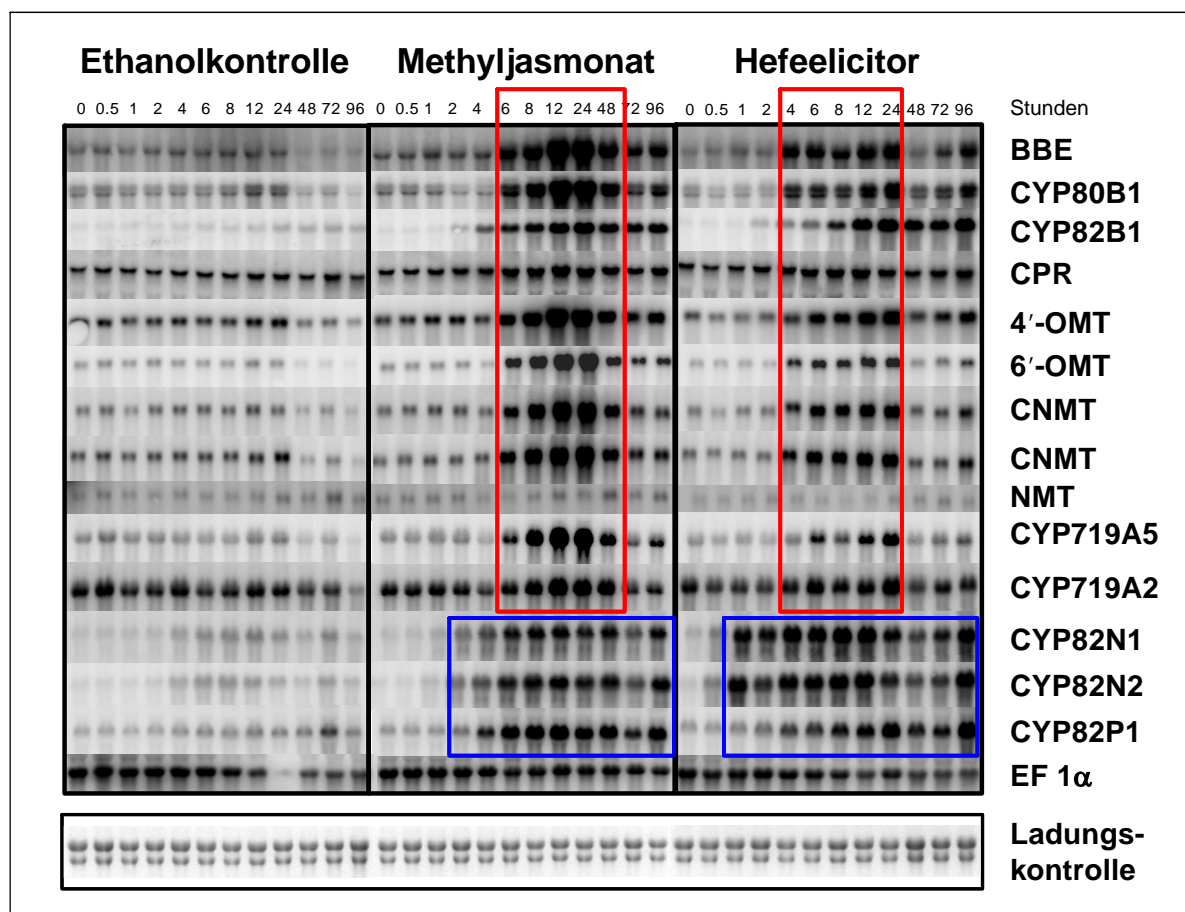 Ethanolkontrolle Methyljasmonat Hefeelicitor
0 0.5 1 2 4 6 8 12 24 48 72 96 0 0.5 1 2 4 6 8 12 24 48 72 96 0 0.5 1 2 4 6 8 12 24 48 72 96 Stunden
BBE
CYP80B1
CYP82B1
CPR
4′-OMT
6′-OMT
CNMT
CNMT
NMT
CYP719A5
CYP719A2
CYP82N1
CYP82N2
CYP82P1
EF 1α
Ladungs-
kontrolle